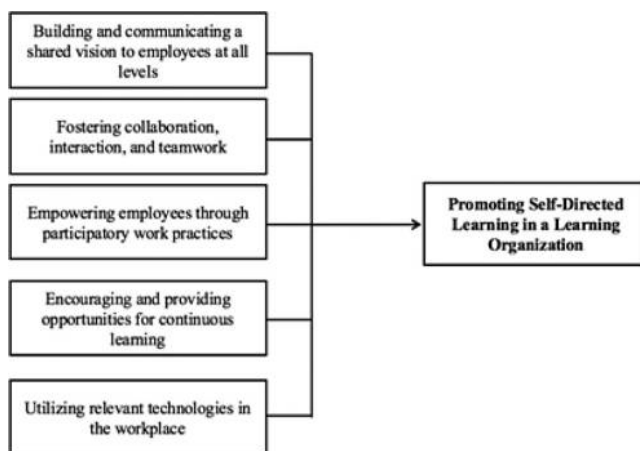 Building and communicating a
shared vision to employees at all
levels
Fostering collaboration,
interaction, and teamwork
Empowering employees through
participatory work practices
Encouraging and providing
opportunities for continuous
learning
Utilizing relevant technologies in
the workplace
Promoting Self-Directed
Learning in a Learning
Organization